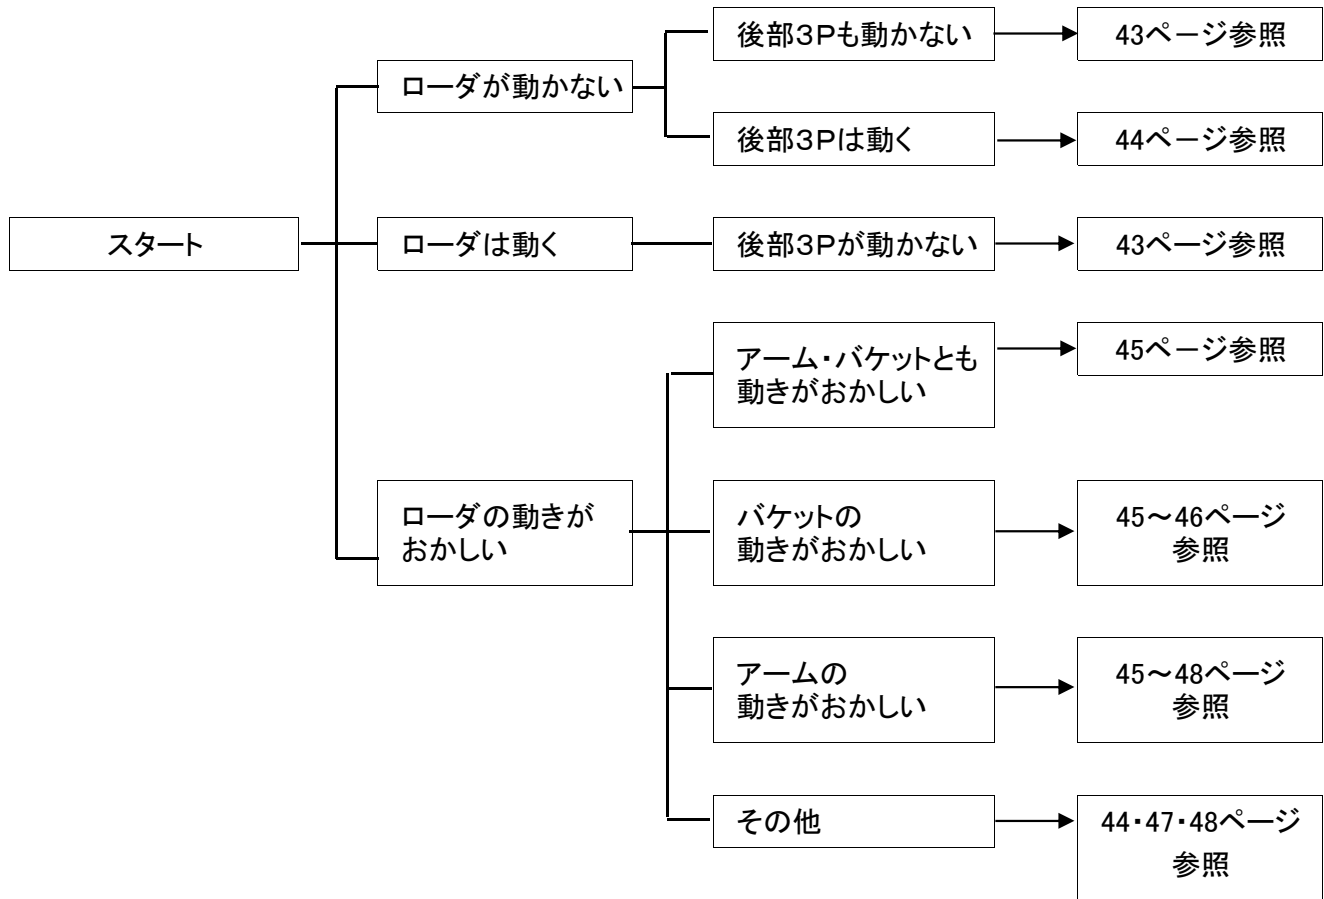 後部３Ｐも動かない
43ページ参照
ローダが動かない
後部３Ｐは動く
44ページ参照
スタート
ローダは動く
後部３Ｐが動かない
43ページ参照
アーム・バケットとも
動きがおかしい
45ページ参照
ローダの動きが
おかしい
バケットの
動きがおかしい
45～46ページ
参照
アームの
動きがおかしい
45～48ページ
参照
その他
44・47・48ページ
参照